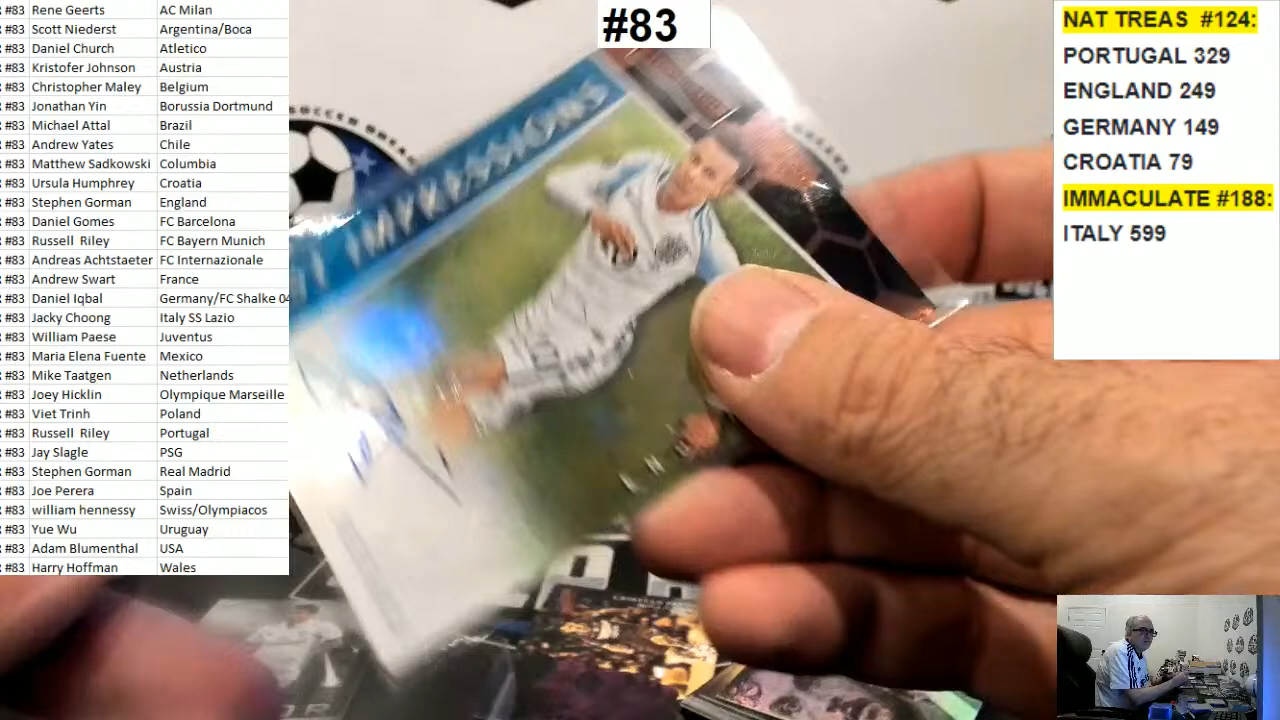 #83
#83 Rene Geerts AC Milan
#83 Scott Niederst Argentina/Boca
#83 Daniel Church Atletico
#83 Kristofer Johnson Austria
#83 Christopher Maley Belgium
#83 Jonathan Yin Borussia Dortmund
#83 Michael Attal Brazil
#83 Andrew Yates Chile
#83 Matthew Sadkowski Columbia
#83 Ursula Humphrey Croatia
#83 Stephen Gorman England
#83 Daniel Gomes FC Barcelona
#83 Russell Riley FC Bayern Munich
#83 Andreas Achtstaeter FC Internazionale
#83 Andrew Swart France
#83 Daniel Iqbal Germany/FC Shalke 04
#83 Jacky Choong Italy SS Lazio
#83 William Paese Juventus
#83 Maria Elena Fuente Mexico
#83 Mike Taatgen Netherlands
#83 Joey Hicklin Olympique Marseille
#83 Viet Trinh Poland
#83 Russell Riley Portugal
#83 Jay Slagle PSG
#83 Stephen Gorman Real Madrid
#83 Joe Perera Spain
#83 william hennessy Swiss/Olympiacos
#83 Yue Wu Uruguay
#83 Adam Blumenthal USA
#83 Harry Hoffman Wales
IMPRESSIONS
NAT TREAS #124:
PORTUGAL 329
ENGLAND 249
GERMANY 149
CROATIA 79
IMMACULATE #188:
ITALY 599